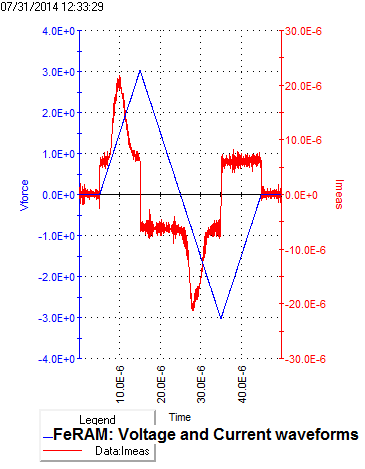 07/31/2014 12:33:29
4.0E+0
3.0E+0
2.0E+0
1.0E+0
0.0E+0
-1.0E+0
-2.0E+0
-3.0E+0
-4.0E+0
Vforce
30.0E-6
20.0E-6
10.0E-6
0.0E+0
-10.0E-6
-20.0E-6
-30.0E-6
Imeas
10.0E-6
20.0E-6
30.0E-6
40.0E-6
Time
Legend
FeRAM: Voltage and Current waveforms
Data:Imeas